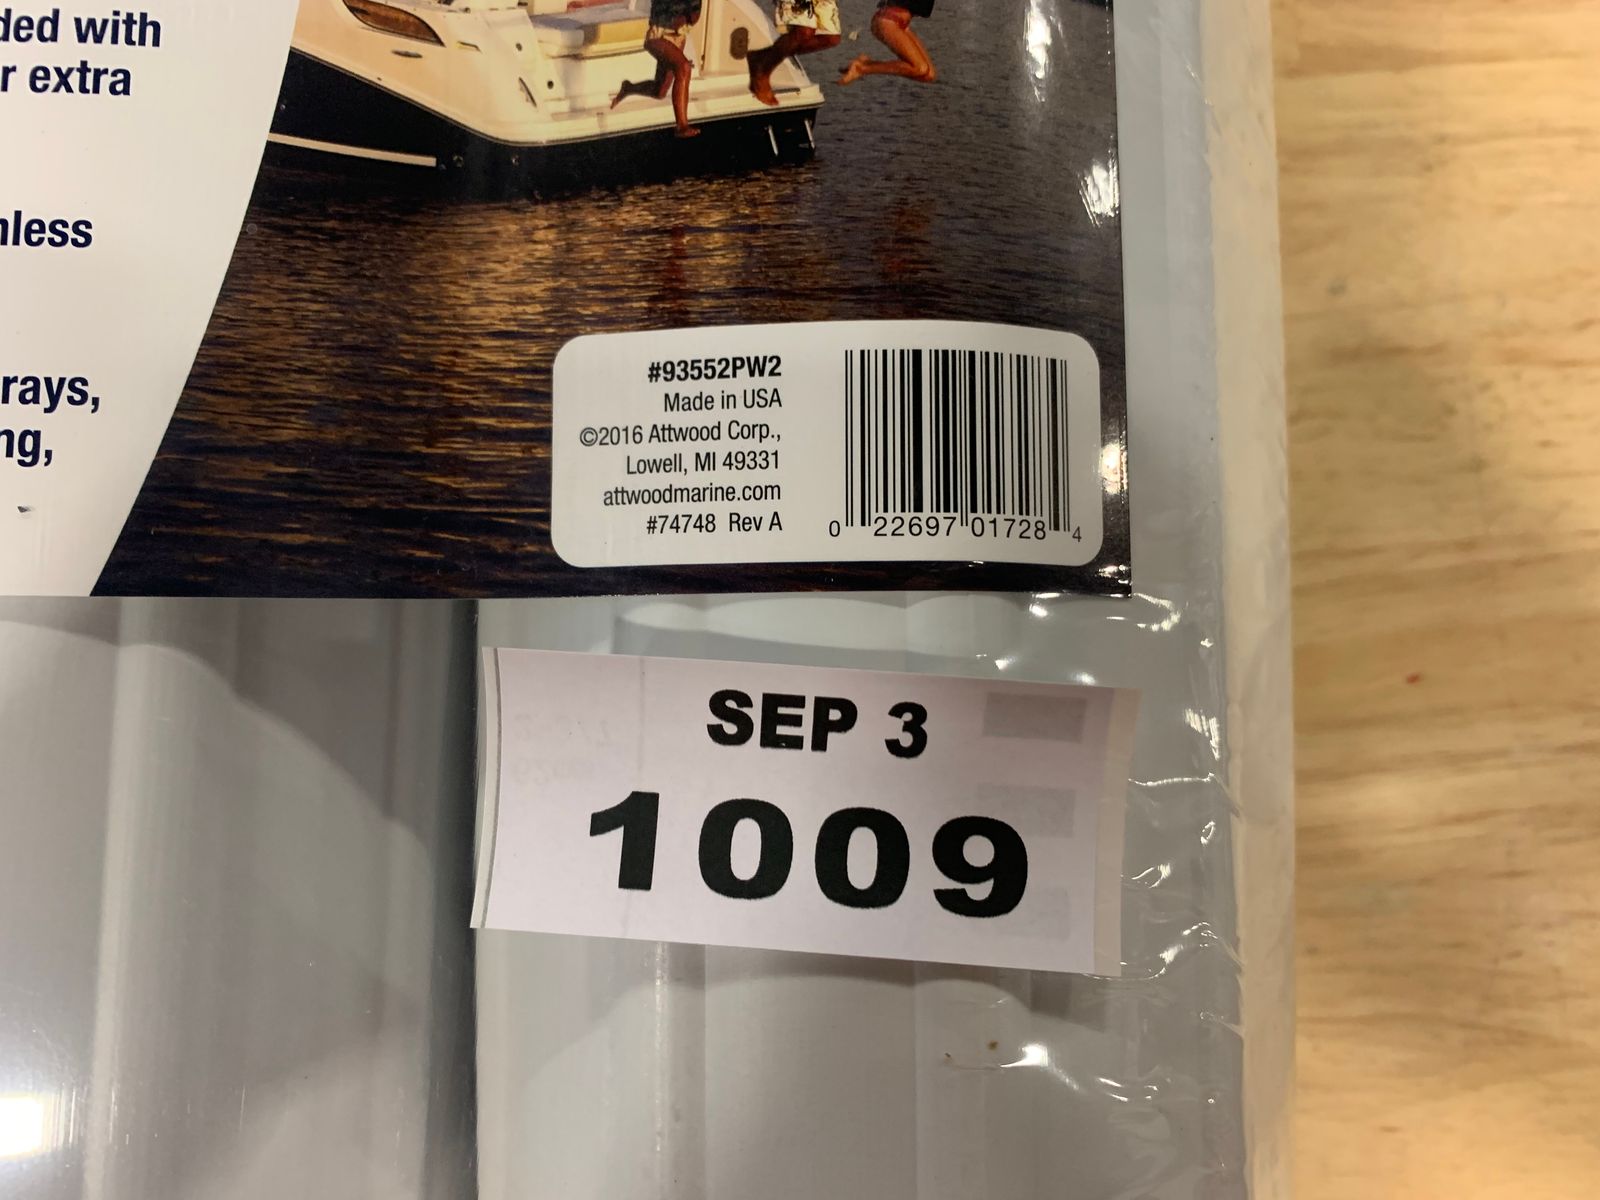 ded with
r extra
nless
rays,
ng,
#93552PW2
Made in USA
©2016 Attwood Corp.,
Lowell, MI 49331
attwoodmarine.com
#74748 Rev A
0 22697 01728 4
SEP 3
1009